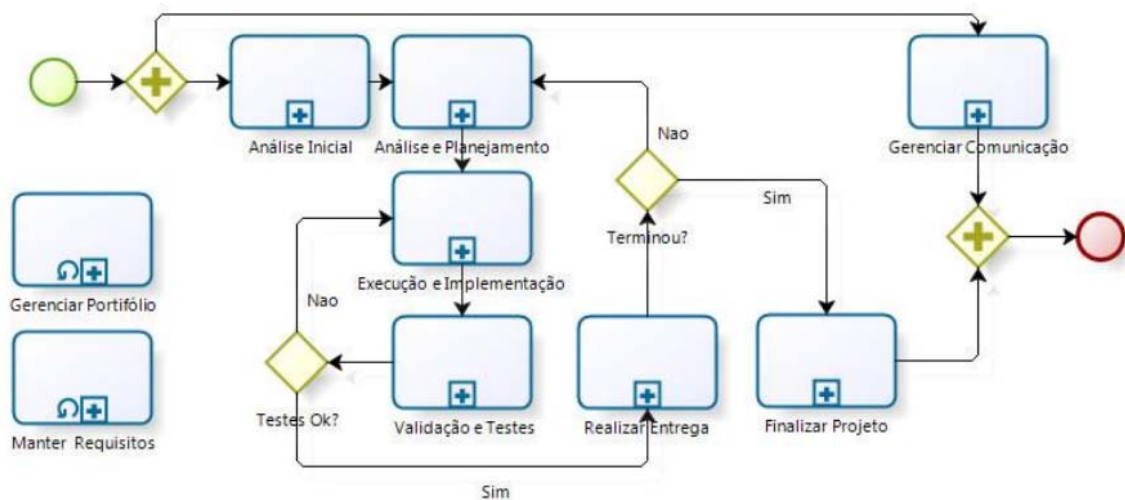 Análise Inicial
Análise e Planejamento
Nao
Gerenciar Comunicação
Sim
Terminou?
Execução e Implementação
Gerenciar Portifólio
Nao
Testes Ok?
Validação e Testes
Realizar Entrega
Finalizar Projeto
Manter Requisitos
Sim